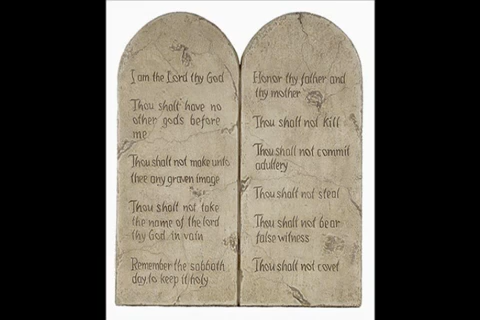 I am the Lord thy God
Thou shalt have no
other gods before
me
Thou shalt not make unto
thee any graven image
Thou shalt not take
the name of the lord
thy God in vain
Remember the sabbath
day, to keep it holy
Honor thy father and
thy mother
Thou shalt not kill
Thou shalt not commit
adultery
Thou shalt not steal
Thou shalt not bear
false witness
Thou shalt not covet